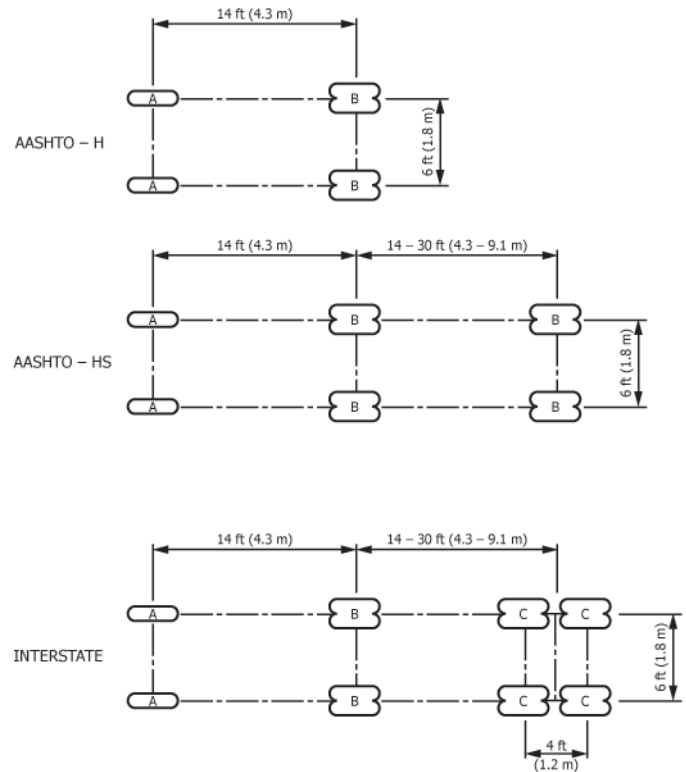 14 ft (4.3 m)
A B
AASHTO – H
6 ft (1.8 m)
A B
14 ft (4.3 m) 14 – 30 ft (4.3 – 9.1 m)
A B B
AASHTO – HS
6 ft (1.8 m)
A B B
14 ft (4.3 m) 14 – 30 ft (4.3 – 9.1 m)
A B C C
INTERSTATE
6 ft (1.8 m)
A B C C
4 ft
(1.2 m)